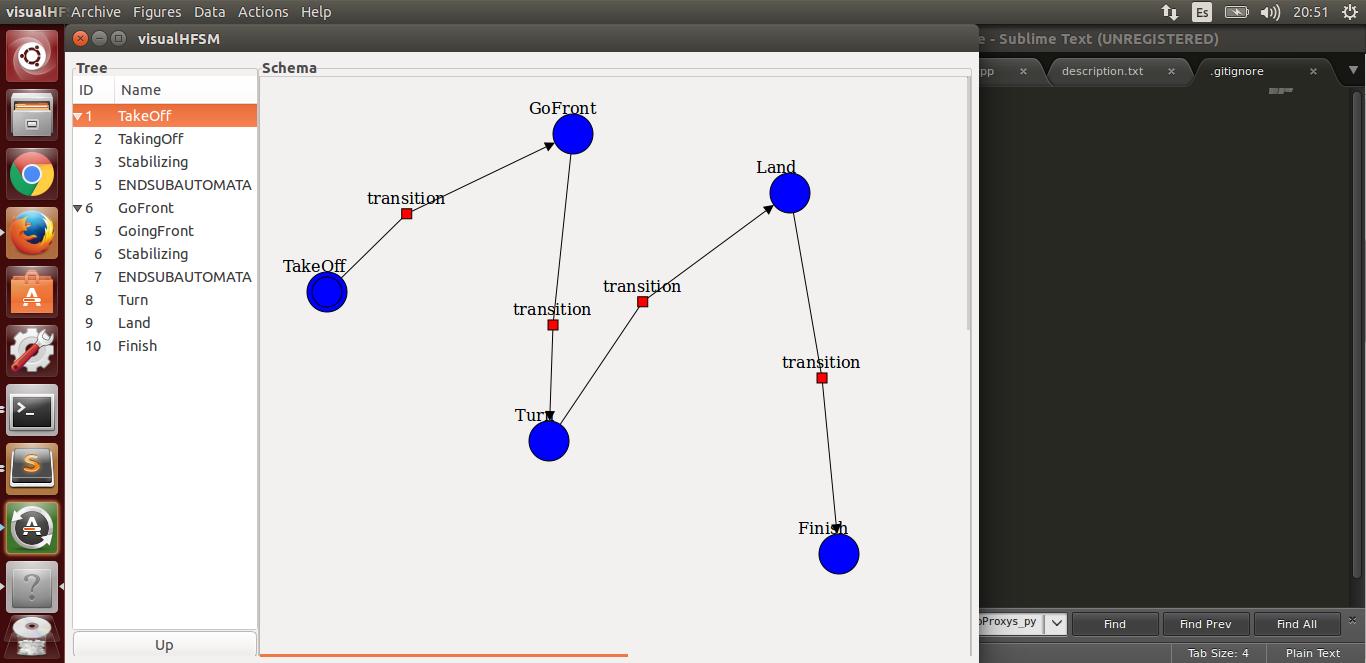 visualHF Archive Figures Data Actions Help
Es 20:51
visualHFSM
e - Sublime Text (UNREGISTERED)
pp × description.txt × .gitignore ×
Tree
Schema
ID Name
1 TakeOff
2 TakingOff
3 Stabilizing
5 ENDSUBAUTOMATA
6 GoFront
5 GoingFront
6 Stabilizing
7 ENDSUBAUTOMATA
8 Turn
9 Land
10 Finish
Up
GoFront
Land
transition
TakeOff
transition
transition
transition
Turn
Finish
oProxys_py
Find
Find Prev
Find All
Tab Size: 4
Plain Text